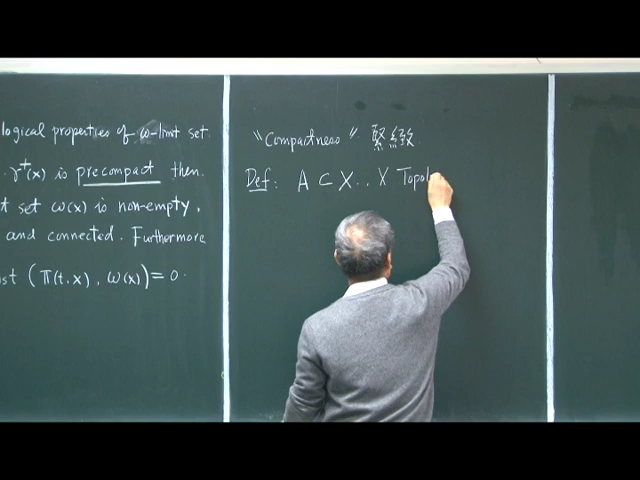 logical properties of ω-limit set.
γ⁺(x) is precompact then.
t set ω(x) is non-empty,
and connected. Furthermore
st (π(t,x), ω(x)) = 0.
"Compactness" 緊緻
Def: A ⊂ X., X Topol